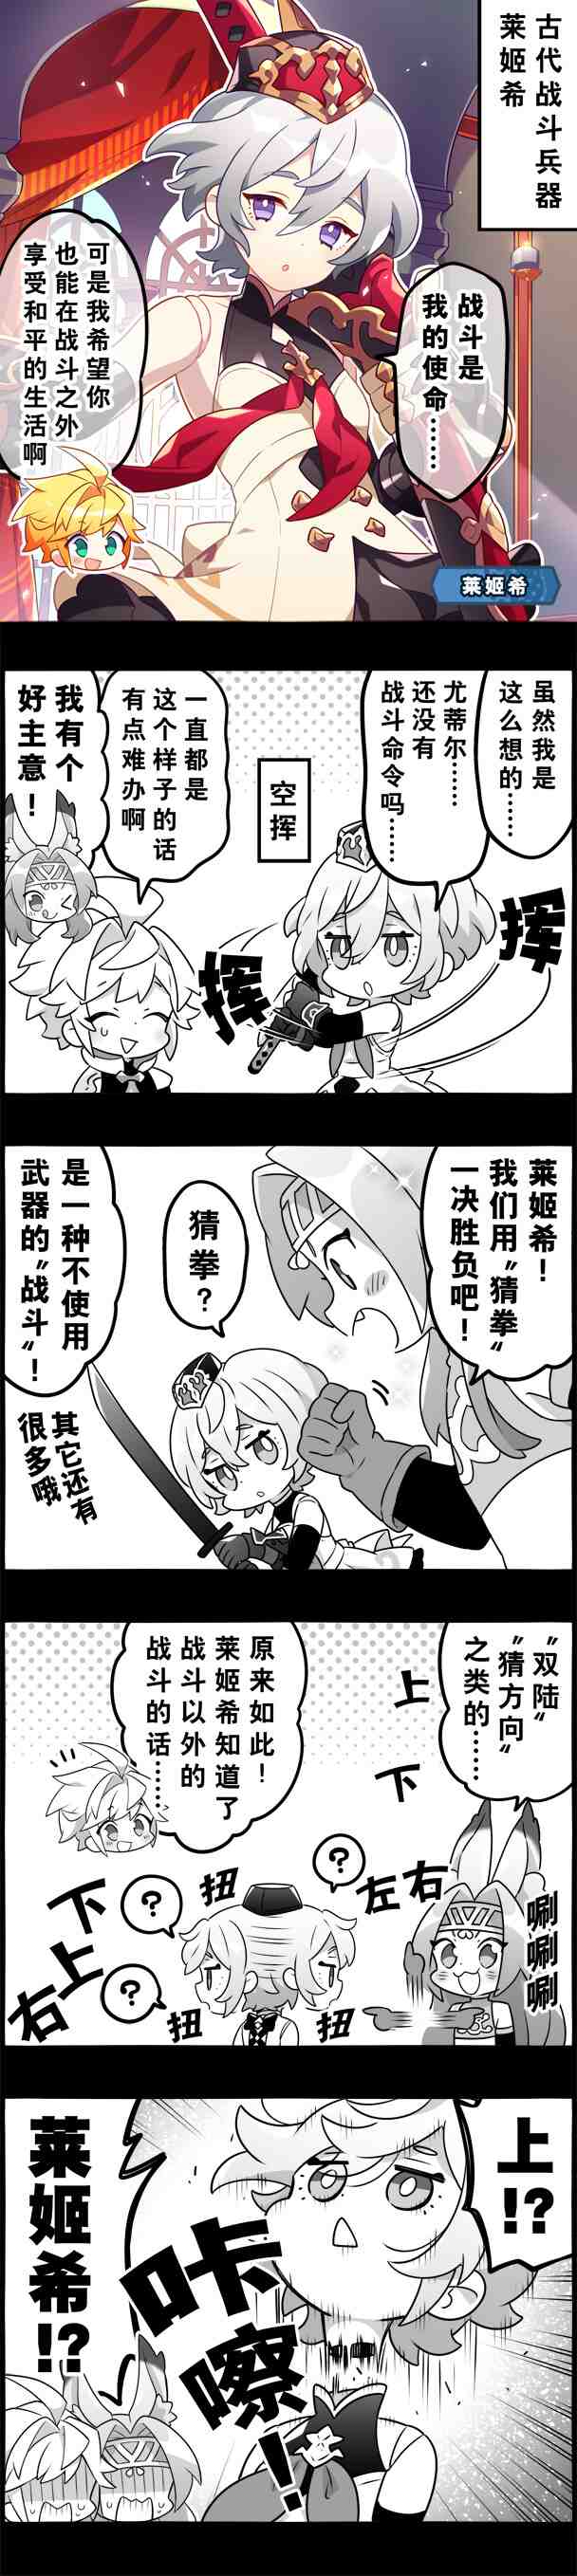 古代战斗兵器
莱姬希
战斗是
我的使命……
可是我希望你
也能在战斗之外
享受和平的生活啊
莱姬希
虽然我是
这么想的……
尤蒂尔……
还没有
战斗命令吗……
挥
空挥
挥
一直都是
这个样子的话
有点难办啊
我有个
好主意！
莱姬希！
我们用“猜拳”
一决胜负吧！
猜拳？
是一种不使用
武器的“战斗”！
其它还有
很多哦
“双陆”
“猜方向”
之类的……
上
下
左右
唰唰唰
原来如此！
莱姬希知道了
战斗以外的
战斗的话……
？
扭
？
下
上
右
？
扭
扭
上!?
咔嚓！
莱姬希!?